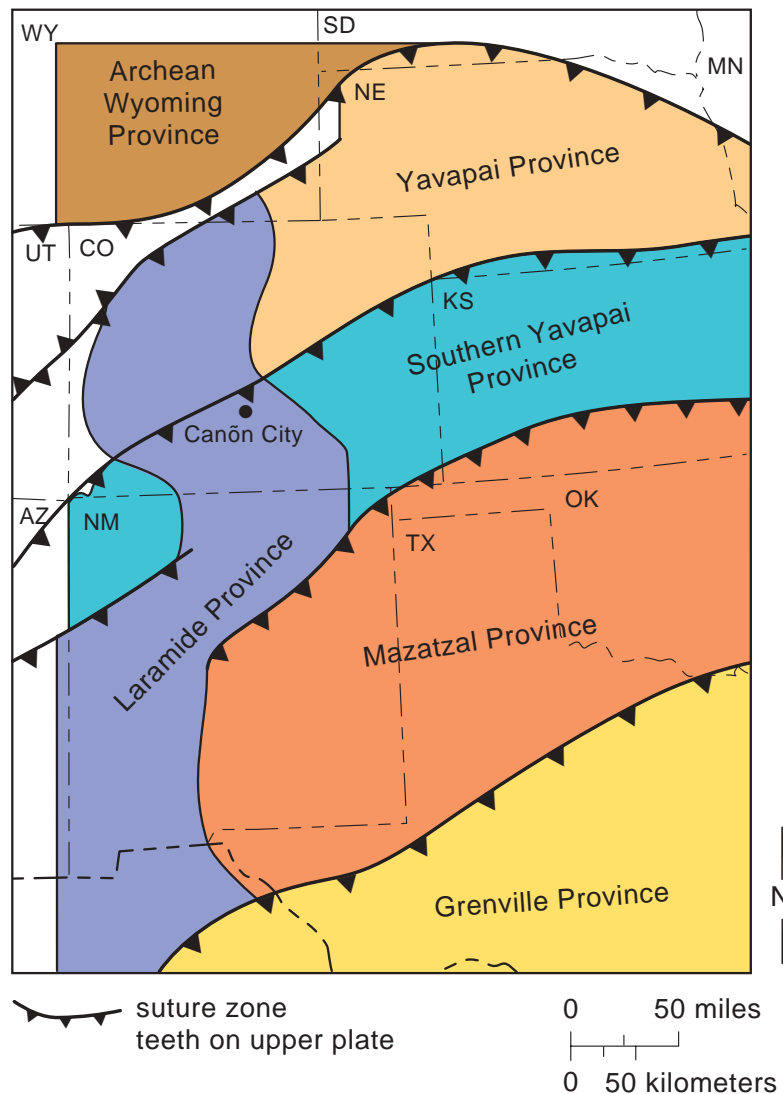 WY
SD
MN
Archean
Wyoming
Province
NE
Yavapai Province
UT
CO
KS
Southern Yavapai
Province
Canõn City
AZ
NM
OK
TX
Laramide Province
Mazatzal Province
Grenville Province
N
suture zone
teeth on upper plate
0 50 miles
0 50 kilometers